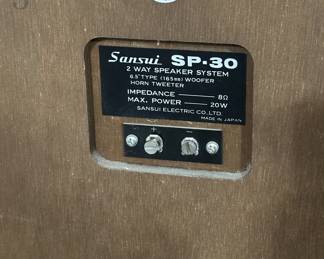 Sansui SP-30
2 WAY SPEAKER SYSTEM
6.5" TYPE (165mm) WOOFER
HORN TWEETER
IMPEDANCE 8Ω
MAX. POWER 20W
SANSUI ELECTRIC CO., LTD.
MADE IN JAPAN
+ −